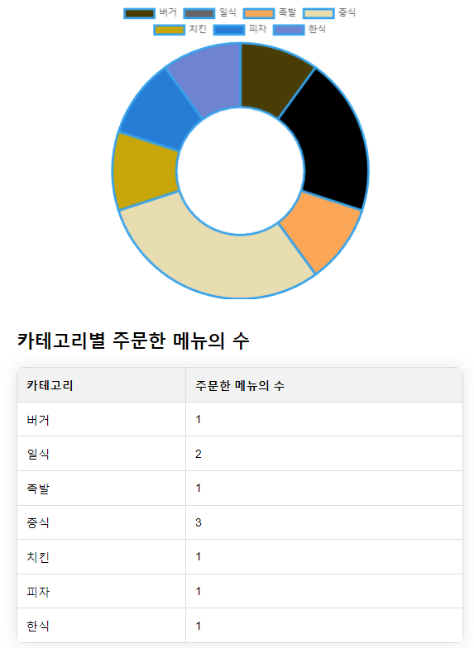 버거 일식 족발 중식
치킨 피자 한식
카테고리별 주문한 메뉴의 수
카테고리 주문한 메뉴의 수
버거 1
일식 2
족발 1
중식 3
치킨 1
피자 1
한식 1